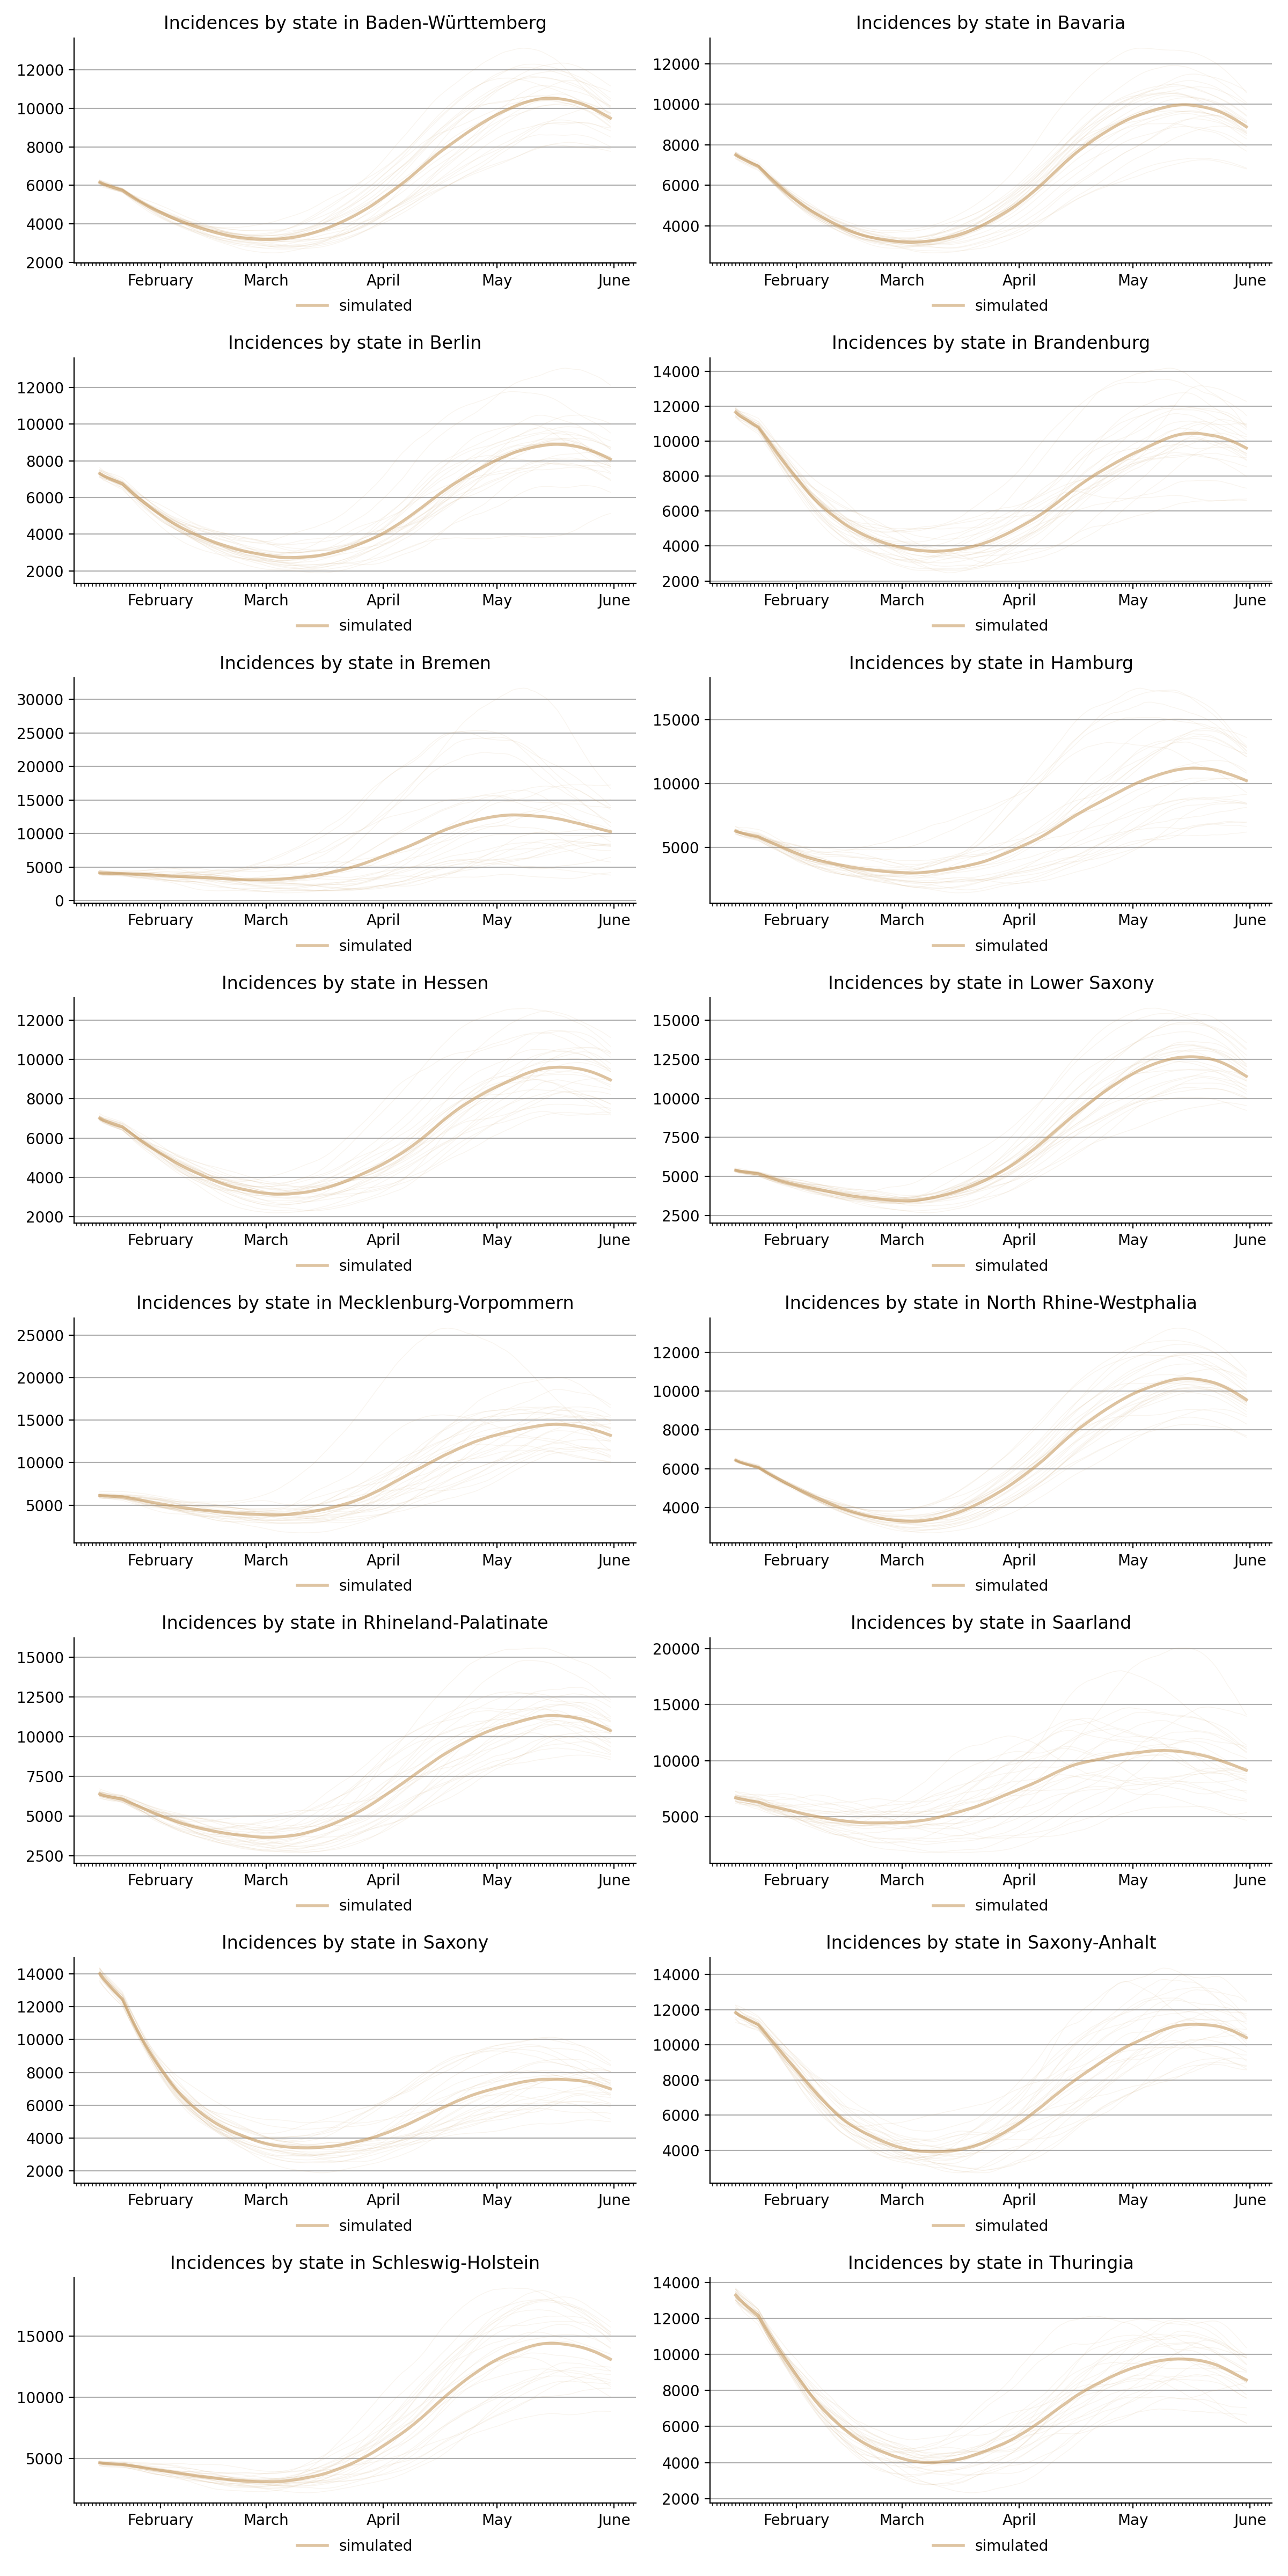 Incidences by state in Baden-Württemberg
12000
10000
8000
6000
4000
2000
February March April May June
simulated
Incidences by state in Bavaria
12000
10000
8000
6000
4000
February March April May June
simulated
Incidences by state in Berlin
12000
10000
8000
6000
4000
2000
February March April May June
simulated
Incidences by state in Brandenburg
14000
12000
10000
8000
6000
4000
2000
February March April May June
simulated
Incidences by state in Bremen
30000
25000
20000
15000
10000
5000
0
February March April May June
simulated
Incidences by state in Hamburg
15000
10000
5000
February March April May June
simulated
Incidences by state in Hessen
12000
10000
8000
6000
4000
2000
February March April May June
simulated
Incidences by state in Lower Saxony
15000
12500
10000
7500
5000
2500
February March April May June
simulated
Incidences by state in Mecklenburg-Vorpommern
25000
20000
15000
10000
5000
February March April May June
simulated
Incidences by state in North Rhine-Westphalia
12000
10000
8000
6000
4000
February March April May June
simulated
Incidences by state in Rhineland-Palatinate
15000
12500
10000
7500
5000
2500
February March April May June
simulated
Incidences by state in Saarland
20000
15000
10000
5000
February March April May June
simulated
Incidences by state in Saxony
14000
12000
10000
8000
6000
4000
2000
February March April May June
simulated
Incidences by state in Saxony-Anhalt
14000
12000
10000
8000
6000
4000
February March April May June
simulated
Incidences by state in Schleswig-Holstein
15000
10000
5000
February March April May June
simulated
Incidences by state in Thuringia
14000
12000
10000
8000
6000
4000
2000
February March April May June
simulated